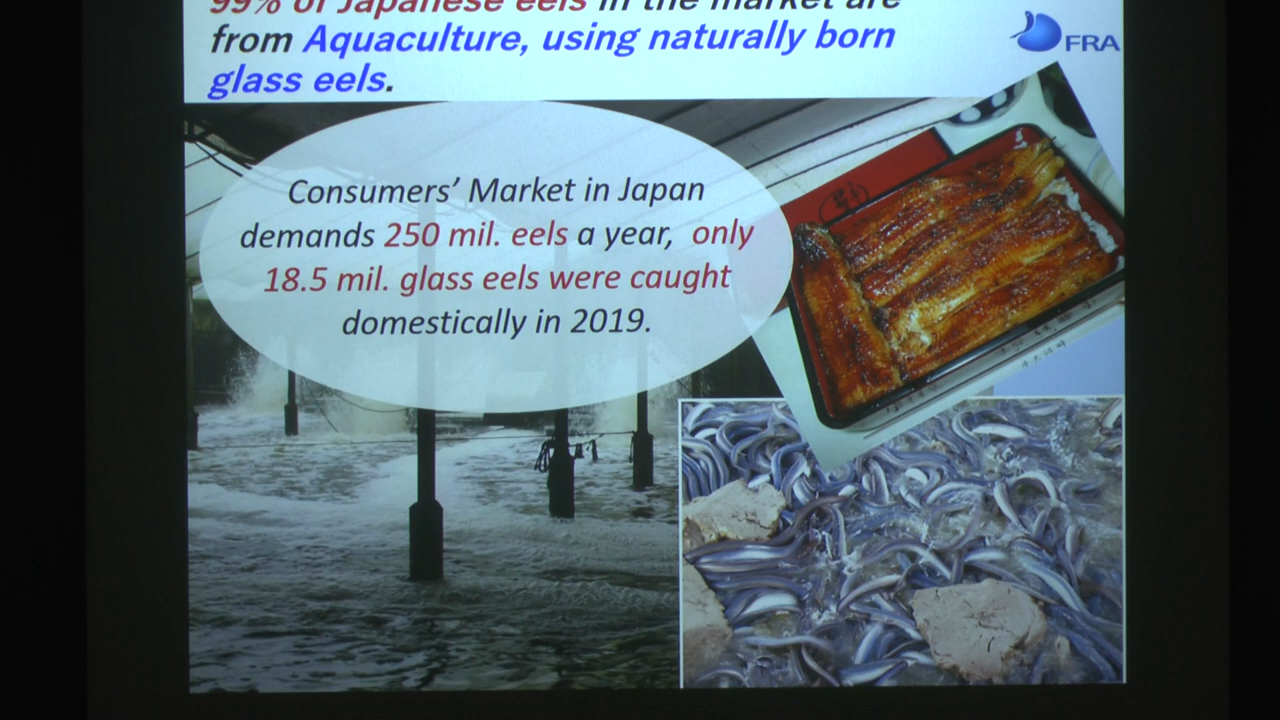 99% of Japanese eels in the market are
from Aquaculture, using naturally born
glass eels.
FRA
Consumers' Market in Japan
demands 250 mil. eels a year, only
18.5 mil. glass eels were caught
domestically in 2019.